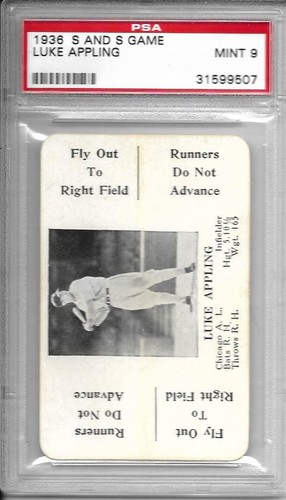 PSA
1936 S AND S GAME
LUKE APPLING
MINT 9
31599507
Fly Out
To
Right Field
Runners
Do Not
Advance
LUKE APPLING
Chicago A. L.
Bats R. H.
Throws R. H.
Infielder
Hgt. 5.10½
Wgt. 165
Fly Out
To
Right Field
Runners
Do Not
Advance